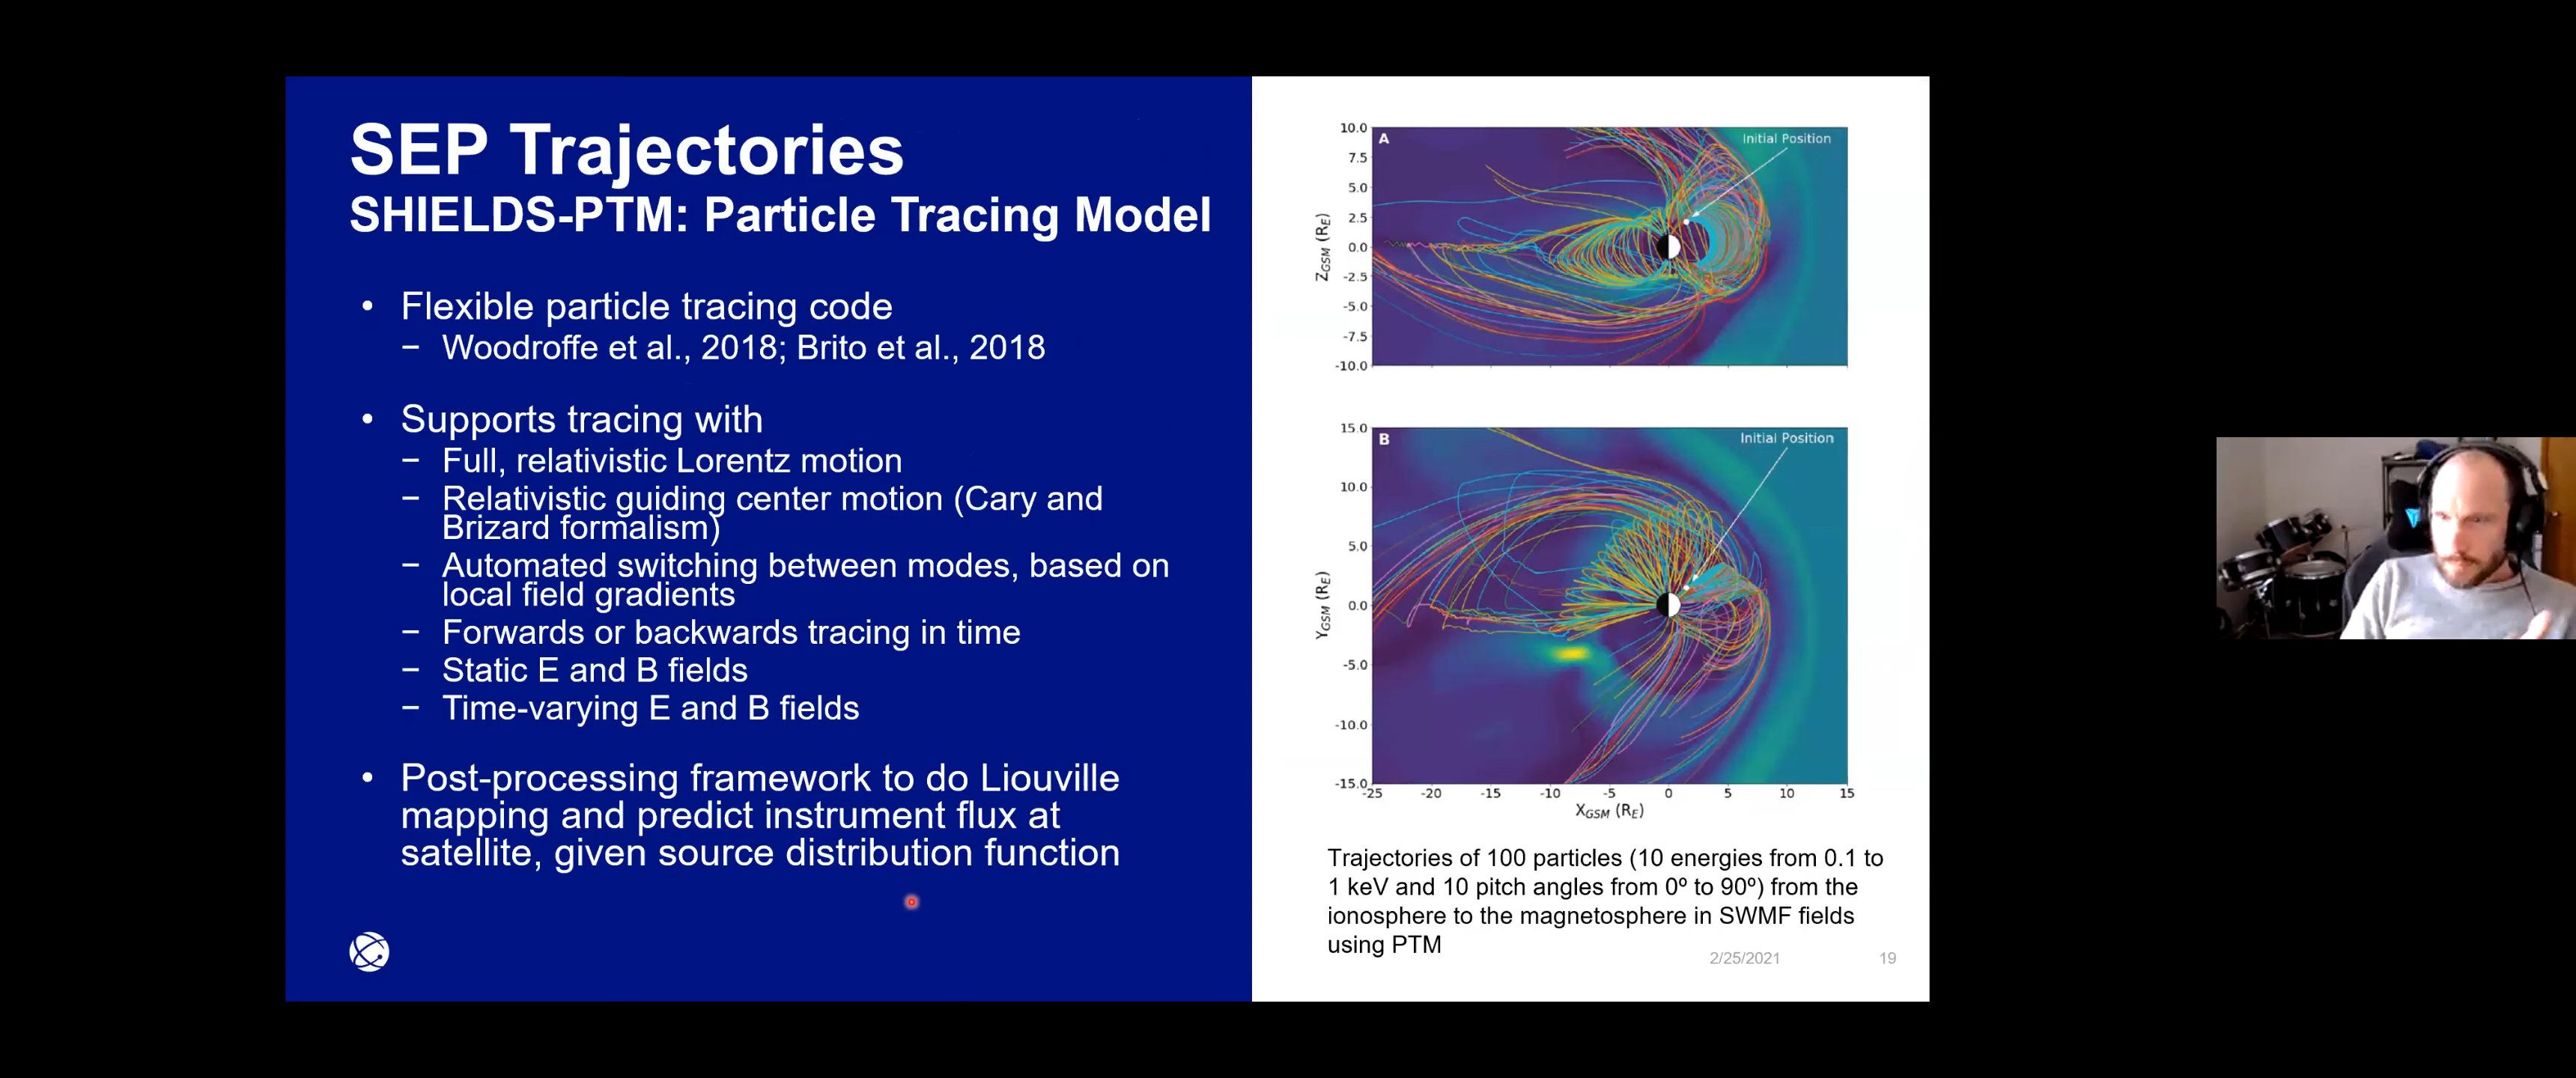 SEP Trajectories
SHIELDS-PTM: Particle Tracing Model
• Flexible particle tracing code
− Woodroffe et al., 2018; Brito et al., 2018
• Supports tracing with
− Full, relativistic Lorentz motion
− Relativistic guiding center motion (Cary and
Brizard formalism)
− Automated switching between modes, based on
local field gradients
− Forwards or backwards tracing in time
− Static E and B fields
− Time-varying E and B fields
• Post-processing framework to do Liouville
mapping and predict instrument flux at
satellite, given source distribution function
A
Initial Position
10.0
7.5
5.0
2.5
0.0
-2.5
-5.0
-7.5
-10.0
Z_GSM (R_E)
B
Initial Position
15.0
10.0
5.0
0.0
-5.0
-10.0
-15.0
Y_GSM (R_E)
-25 -20 -15 -10 -5 0 5 10 15
X_GSM (R_E)
Trajectories of 100 particles (10 energies from 0.1 to
1 keV and 10 pitch angles from 0º to 90º) from the
ionosphere to the magnetosphere in SWMF fields
using PTM
2/25/2021 19